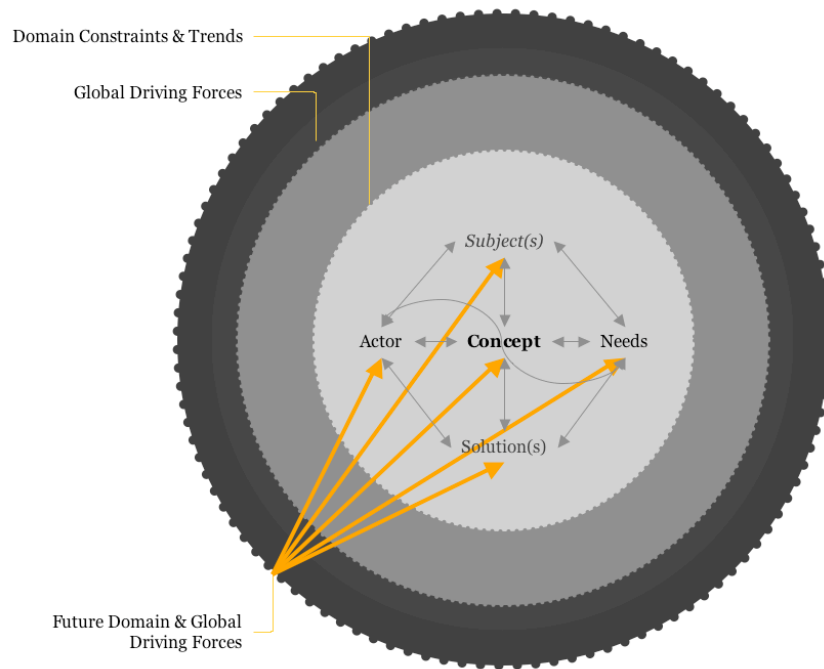 Domain Constraints & Trends
Global Driving Forces
Subject(s)
Actor
Concept
Needs
Solution(s)
Future Domain & Global
Driving Forces